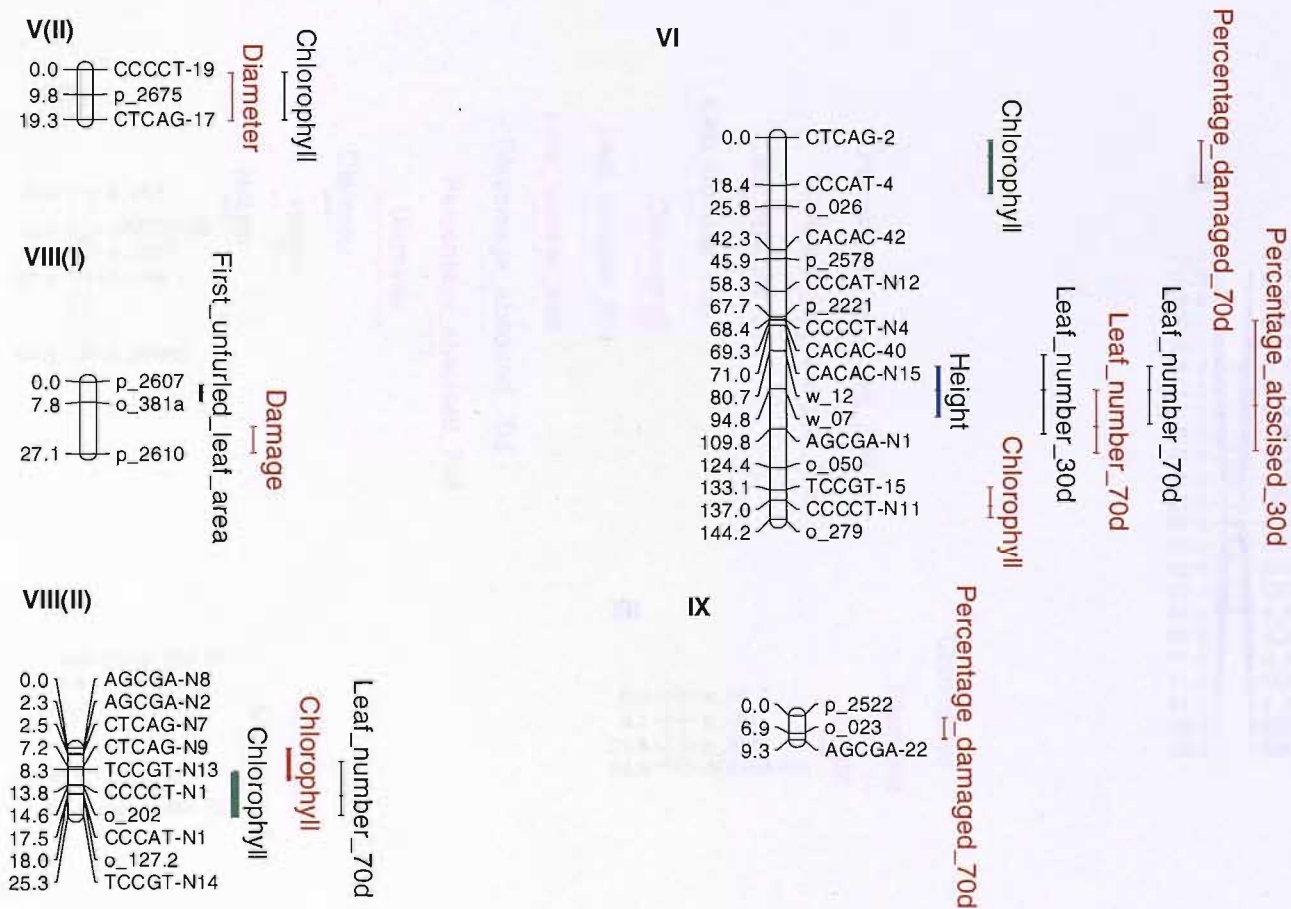 V(II)
0.0 CCCCT-19
9.8 p_2675
19.3 CTCAG-17
Diameter
Chlorophyll
VIII(I)
0.0 p_2607
7.8 o_381a
27.1 p_2610
First_unfurled_leaf_area
Damage
VIII(II)
0.0 AGCGA-N8
2.3 AGCGA-N2
2.5 CTCAG-N7
7.2 CTCAG-N9
8.3 TCCGT-N13
13.8 CCCCT-N1
14.6 o_202
17.5 CCCAT-N1
18.0 o_127.2
25.3 TCCGT-N14
Chlorophyll
Chlorophyll
Leaf_number_70d
VI
0.0 CTCAG-2
18.4 CCCAT-4
25.8 o_026
42.3 CACAC-42
45.9 p_2578
58.3 CCCAT-N12
67.7 p_2221
68.4 CCCCT-N4
69.3 CACAC-40
71.0 CACAC-N15
80.7 w_12
94.8 w_07
109.8 AGCGA-N1
124.4 o_050
133.1 TCCGT-15
137.0 CCCCT-N11
144.2 o_279
Height
Chlorophyll
Chlorophyll
Leaf_number_30d
Leaf_number_70d
Leaf_number_70d
Percentage_damaged_70d
Percentage_abscised_30d
IX
0.0 p_2522
6.9 o_023
9.3 AGCGA-22
Percentage_damaged_70d